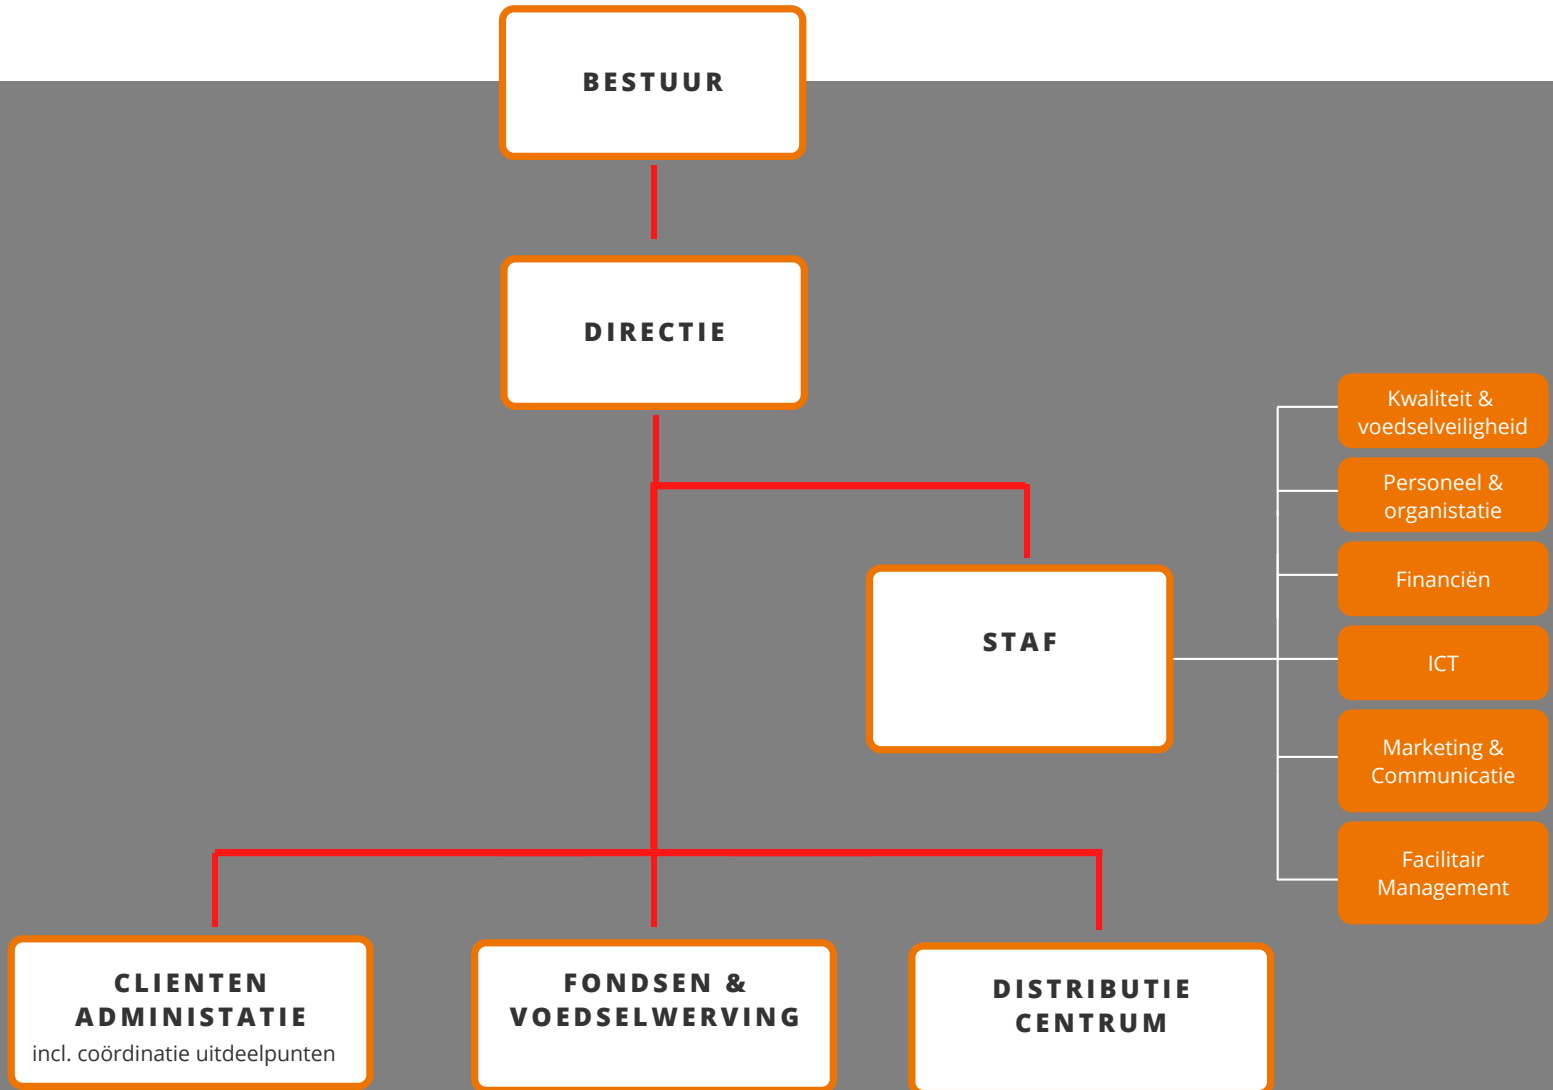 BESTUUR
DIRECTIE
Kwaliteit &
voedselveiligheid
Personeel &
organistatie
Financiën
STAF
ICT
Marketing &
Communicatie
Facilitair
Management
CLIENTEN
ADMINISTATIE
incl. coördinatie uitdeelpunten
FONDSEN &
VOEDSELWERVING
DISTRIBUTIE
CENTRUM